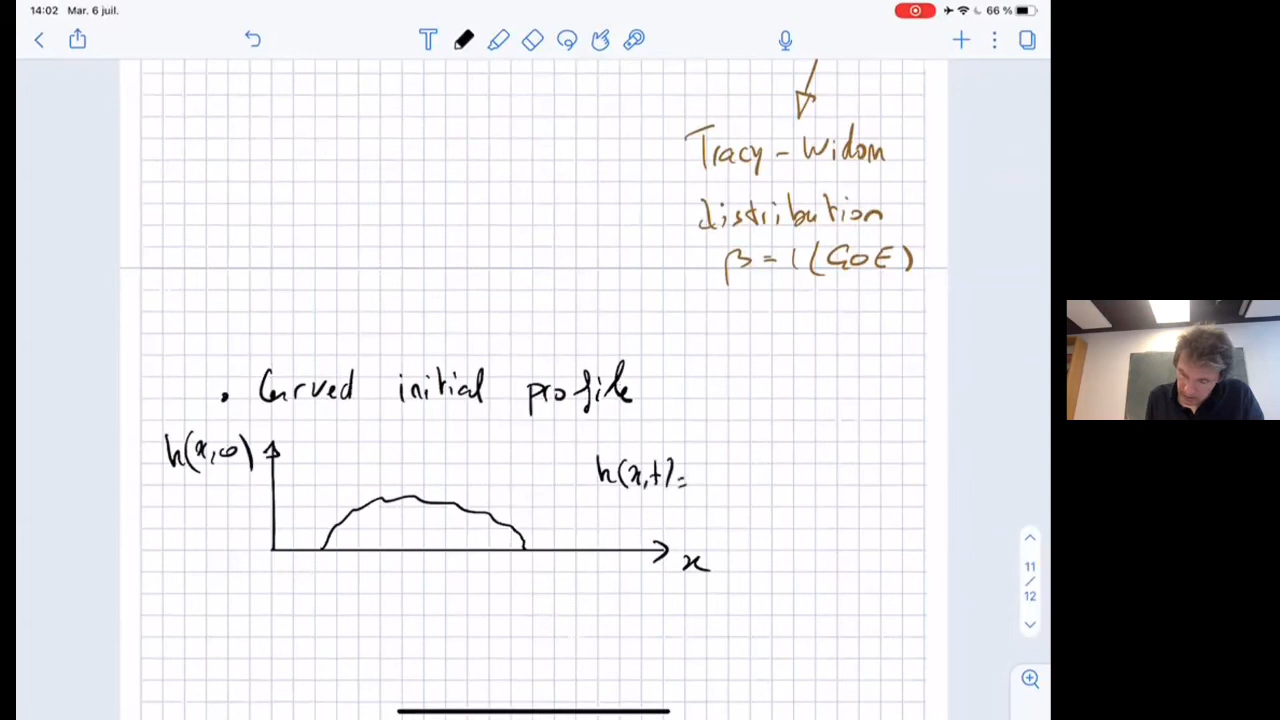 14:02 Mar. 6 juil.
66 %
Tracy - Widom
distribution
β = 1 (GOE)
. Curved initial profile
h(x,0)
h(x,t) =
x
11
/
12